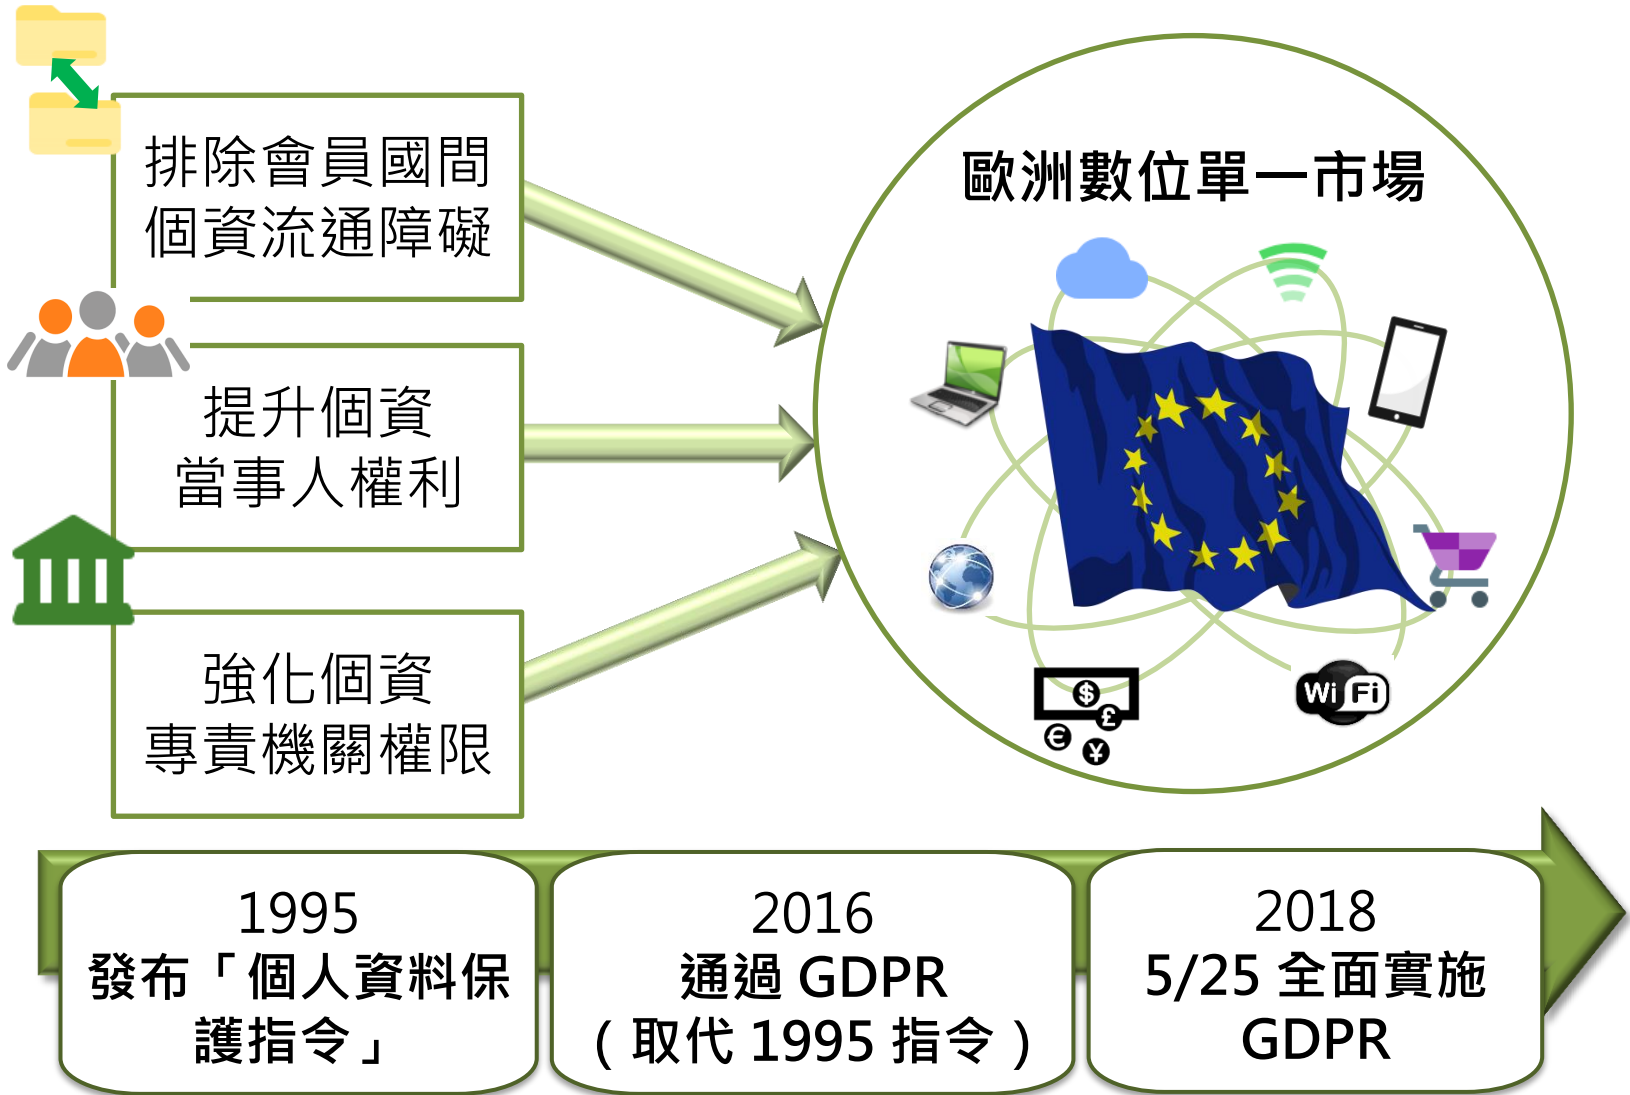 排除會員國間
個資流通障礙
提升個資
當事人權利
強化個資
專責機關權限
歐洲數位單一市場
$
£
€
¥
Wi Fi
1995
發布「個人資料保
護指令」
2016
通過 GDPR
（取代 1995 指令）
2018
5/25 全面實施
GDPR